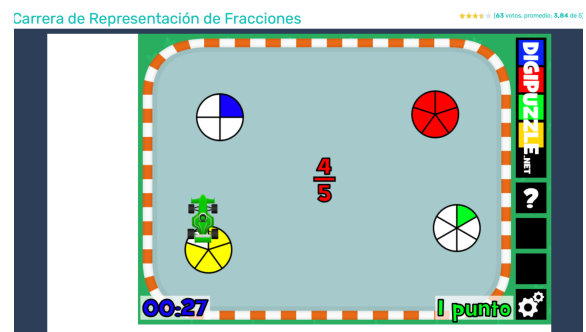 Carrera de Representación de Fracciones
(63 votos, promedio: 3,84 de 5)
DIGIPUZZLE.NET
4
5
?
00:27
1 punto